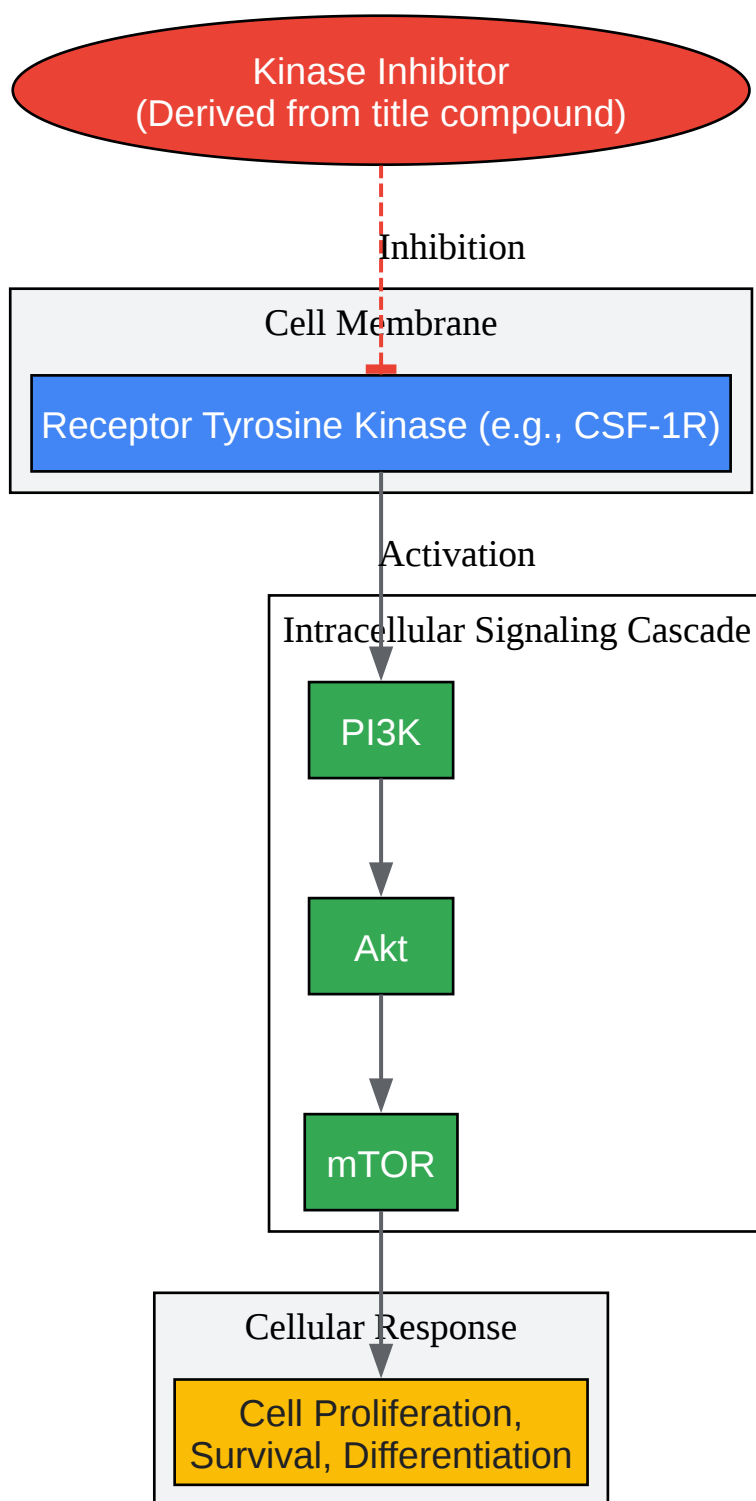 Kinase Inhibitor
(Derived from title compound)
Inhibition
Cell Membrane
Receptor Tyrosine Kinase (e.g., CSF-1R)
Activation
Intracellular Signaling Cascade
PI3K
Akt
mTOR
Cellular Response
Cell Proliferation,
Survival, Differentiation